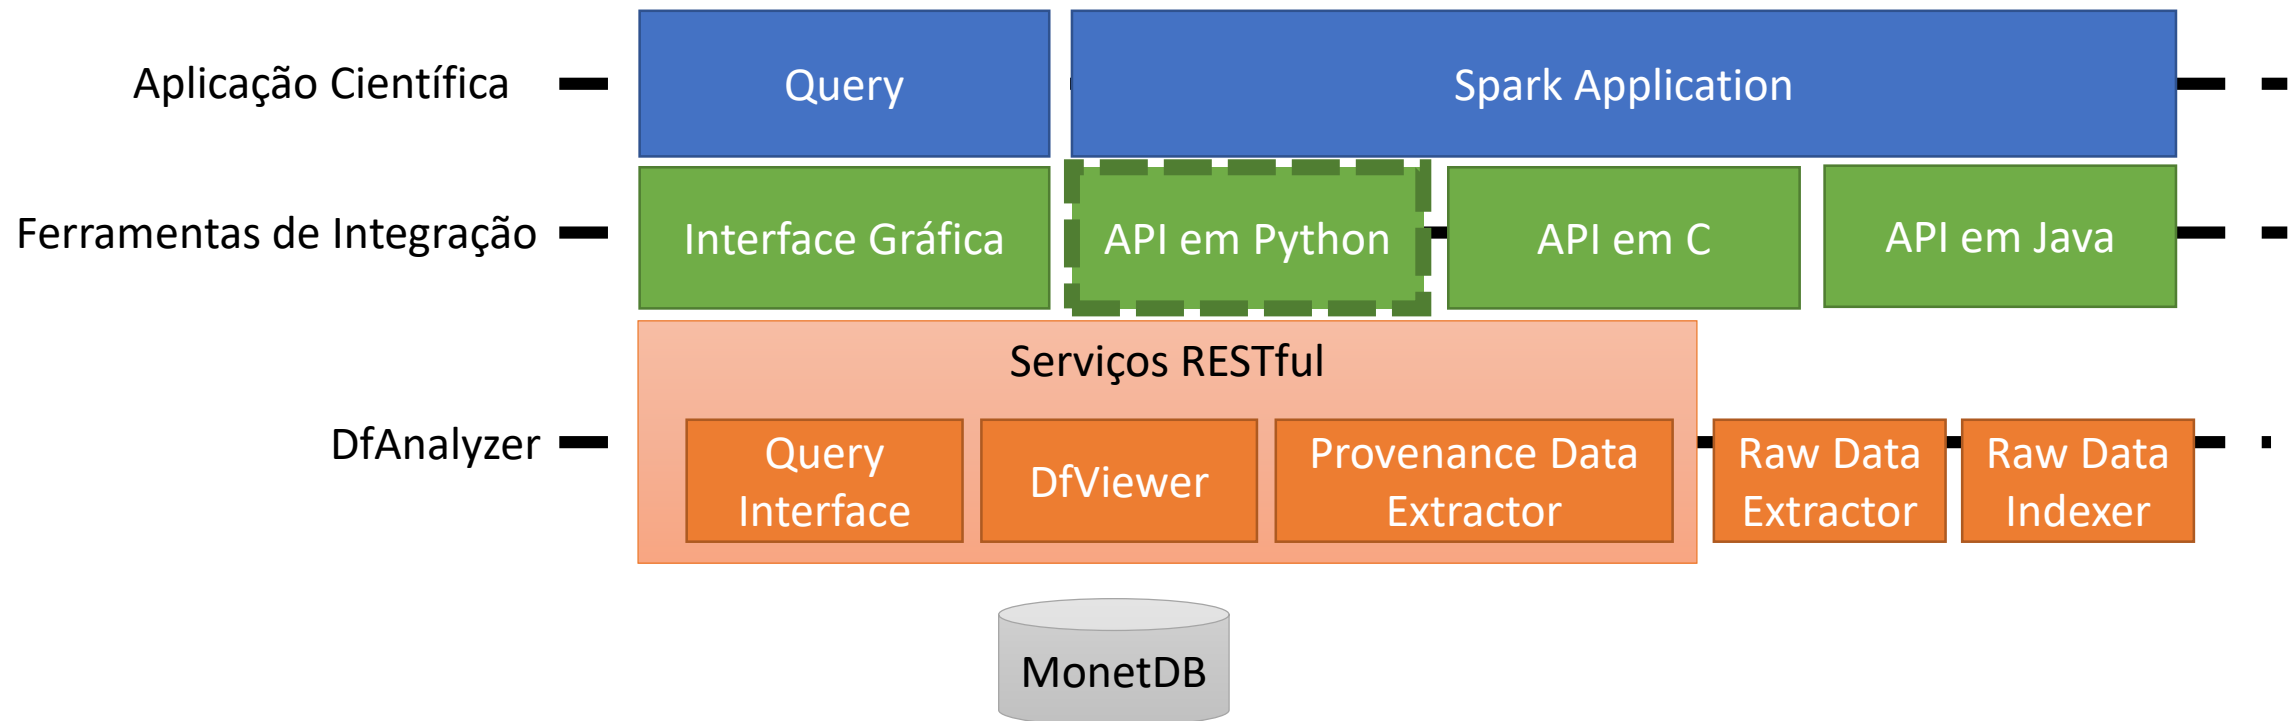 Aplicação Científica
Query
Spark Application
Ferramentas de Integração
Interface Gráfica
API em Python
API em C
API em Java
Serviços RESTful
DfAnalyzer
Query
Interface
DfViewer
Provenance Data
Extractor
Raw Data
Extractor
Raw Data
Indexer
MonetDB